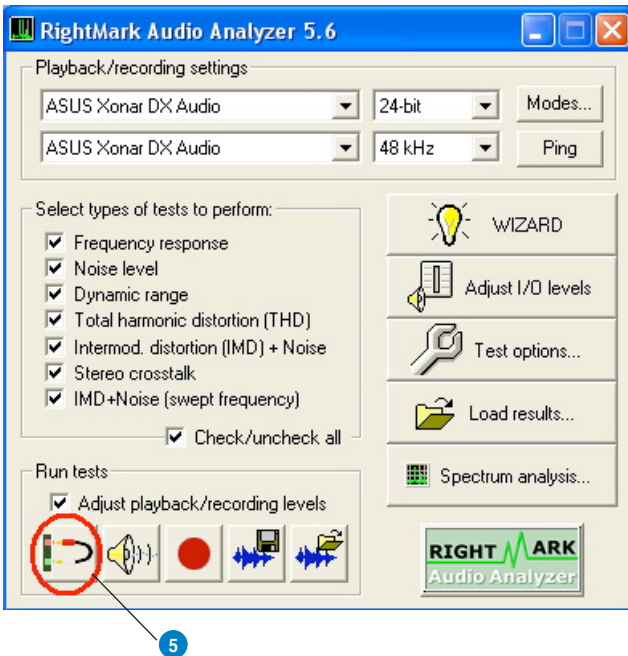 RightMark Audio Analyzer 5.6
Playback/recording settings
ASUS Xonar DX Audio 24-bit Modes...
ASUS Xonar DX Audio 48 kHz Ping
Select types of tests to perform:
Frequency response
Noise level
Dynamic range
Total harmonic distortion (THD)
Intermod. distortion (IMD) + Noise
Stereo crosstalk
IMD+Noise (swept frequency)
Check/uncheck all
WIZARD
Adjust I/O levels
Test options...
Load results...
Spectrum analysis...
Run tests
Adjust playback/recording levels
RIGHT MARK
Audio Analyzer
5